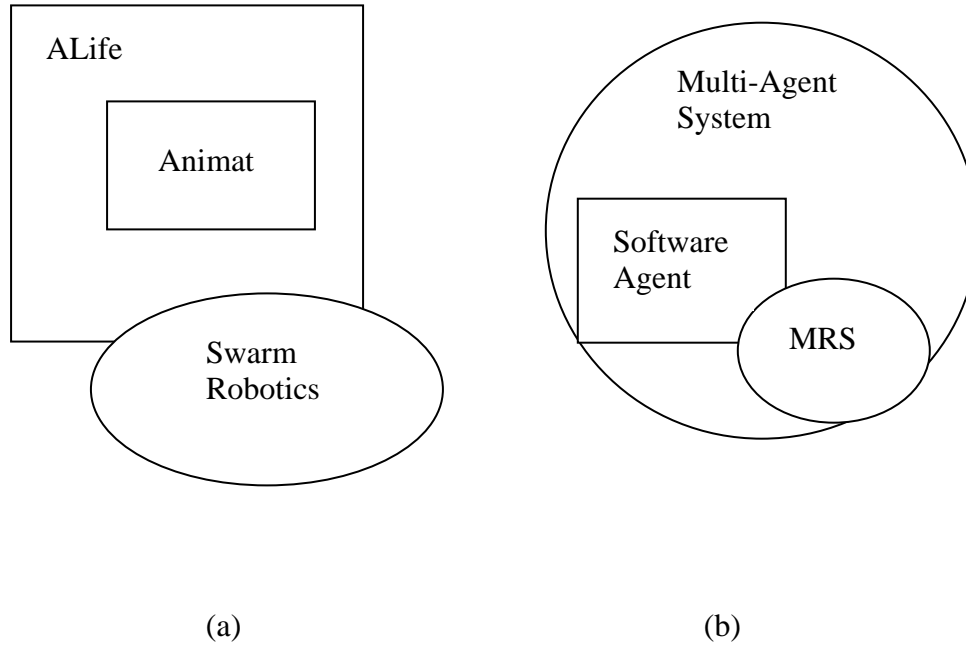 ALife
Animat
Swarm
Robotics
(a)
Multi-Agent
System
Software
Agent
MRS
(b)